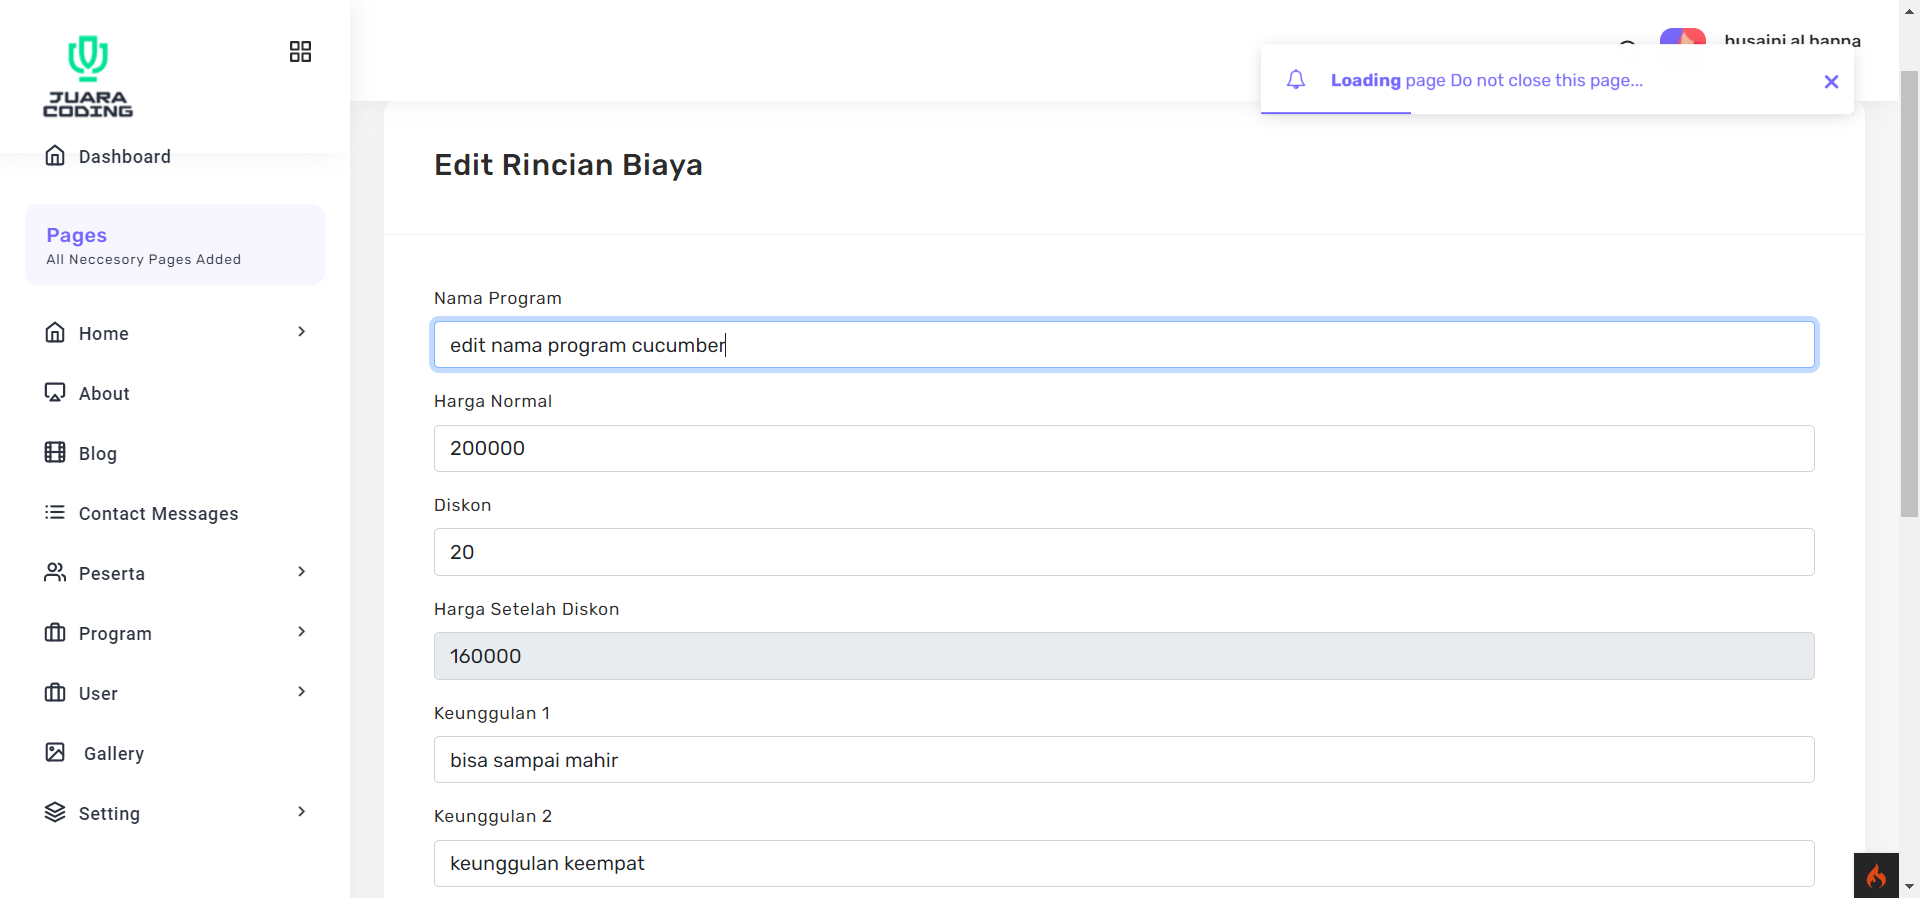 JUARA
CODING
Dashboard
Pages
All Neccesory Pages Added
Home
About
Blog
Contact Messages
Peserta
Program
User
Gallery
Setting
husaini al banna
Loading page Do not close this page...
Edit Rincian Biaya
Nama Program
edit nama program cucumber
Harga Normal
200000
Diskon
20
Harga Setelah Diskon
160000
Keunggulan 1
bisa sampai mahir
Keunggulan 2
keunggulan keempat